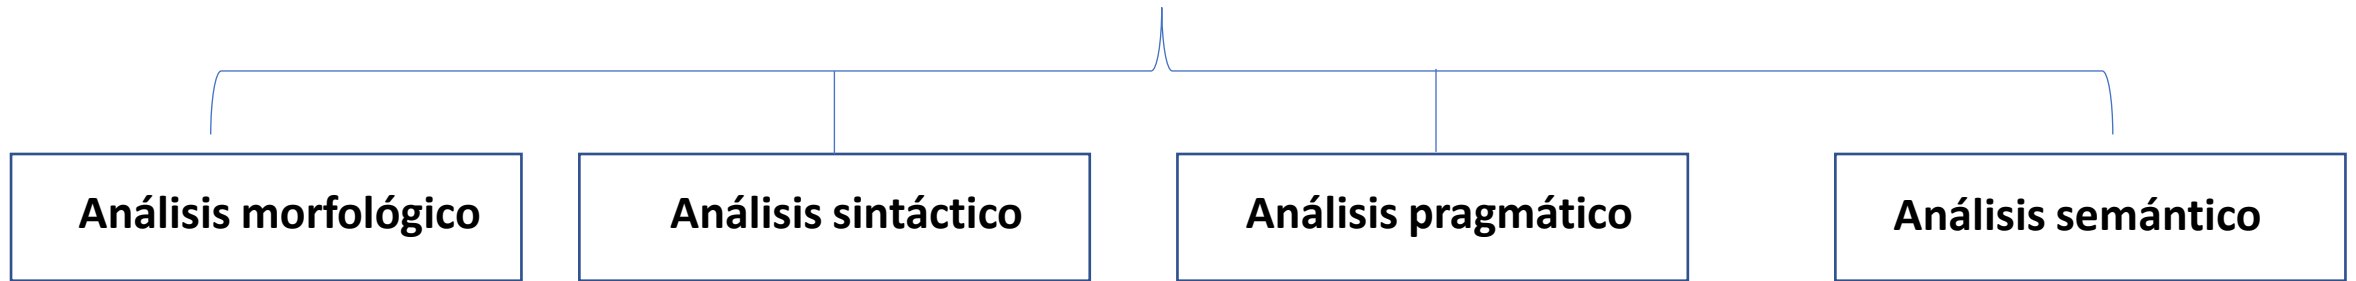 Análisis morfológico
Análisis sintáctico
Análisis pragmático
Análisis semántico